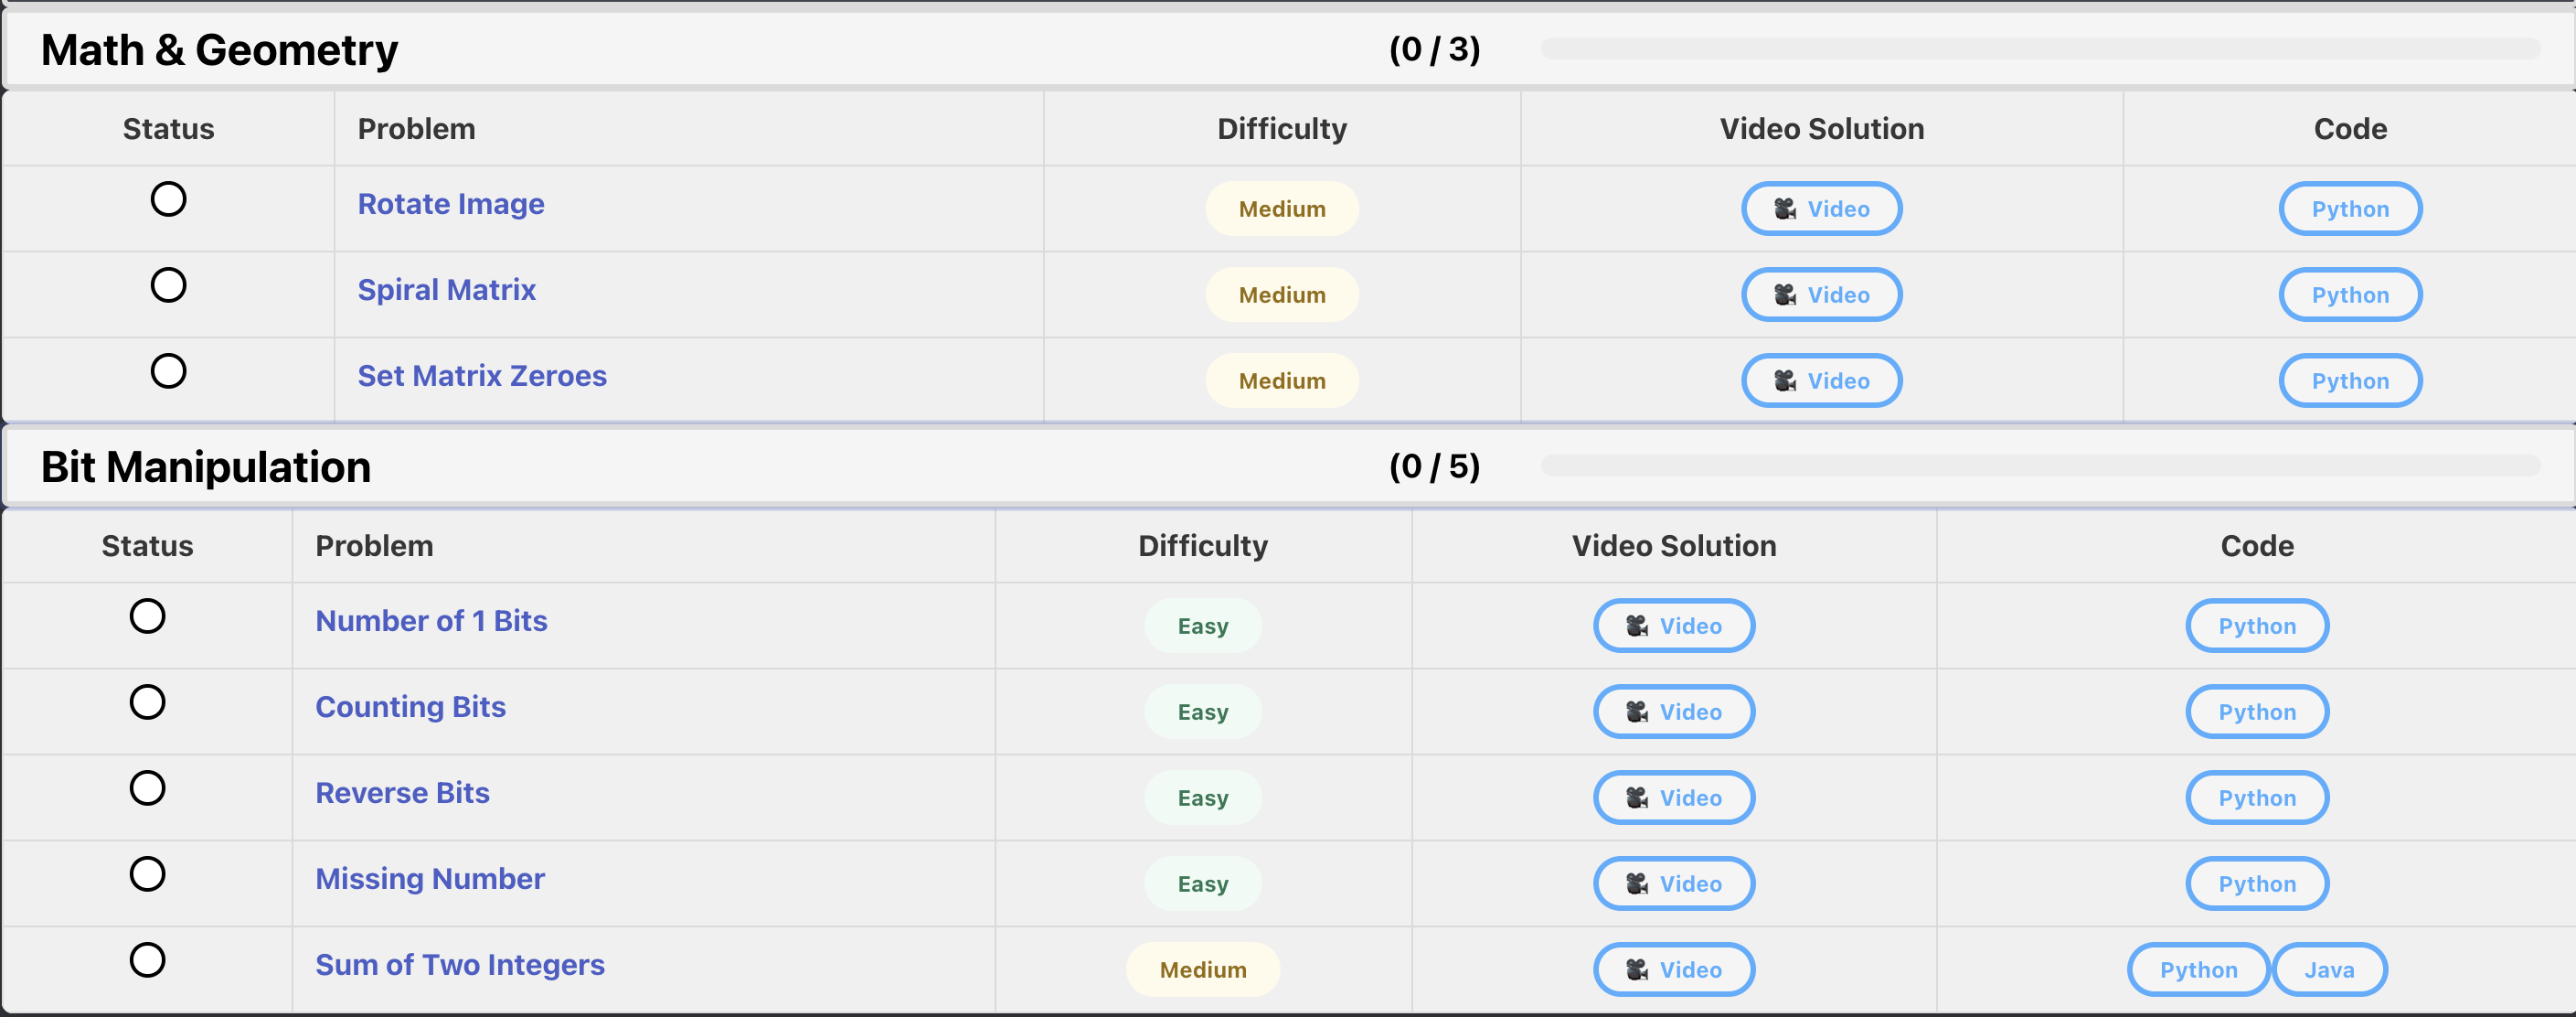 Math & Geometry (0 / 3)
Status Problem Difficulty Video Solution Code
Rotate Image Medium Video Python
Spiral Matrix Medium Video Python
Set Matrix Zeroes Medium Video Python
Bit Manipulation (0 / 5)
Status Problem Difficulty Video Solution Code
Number of 1 Bits Easy Video Python
Counting Bits Easy Video Python
Reverse Bits Easy Video Python
Missing Number Easy Video Python
Sum of Two Integers Medium Video Python Java